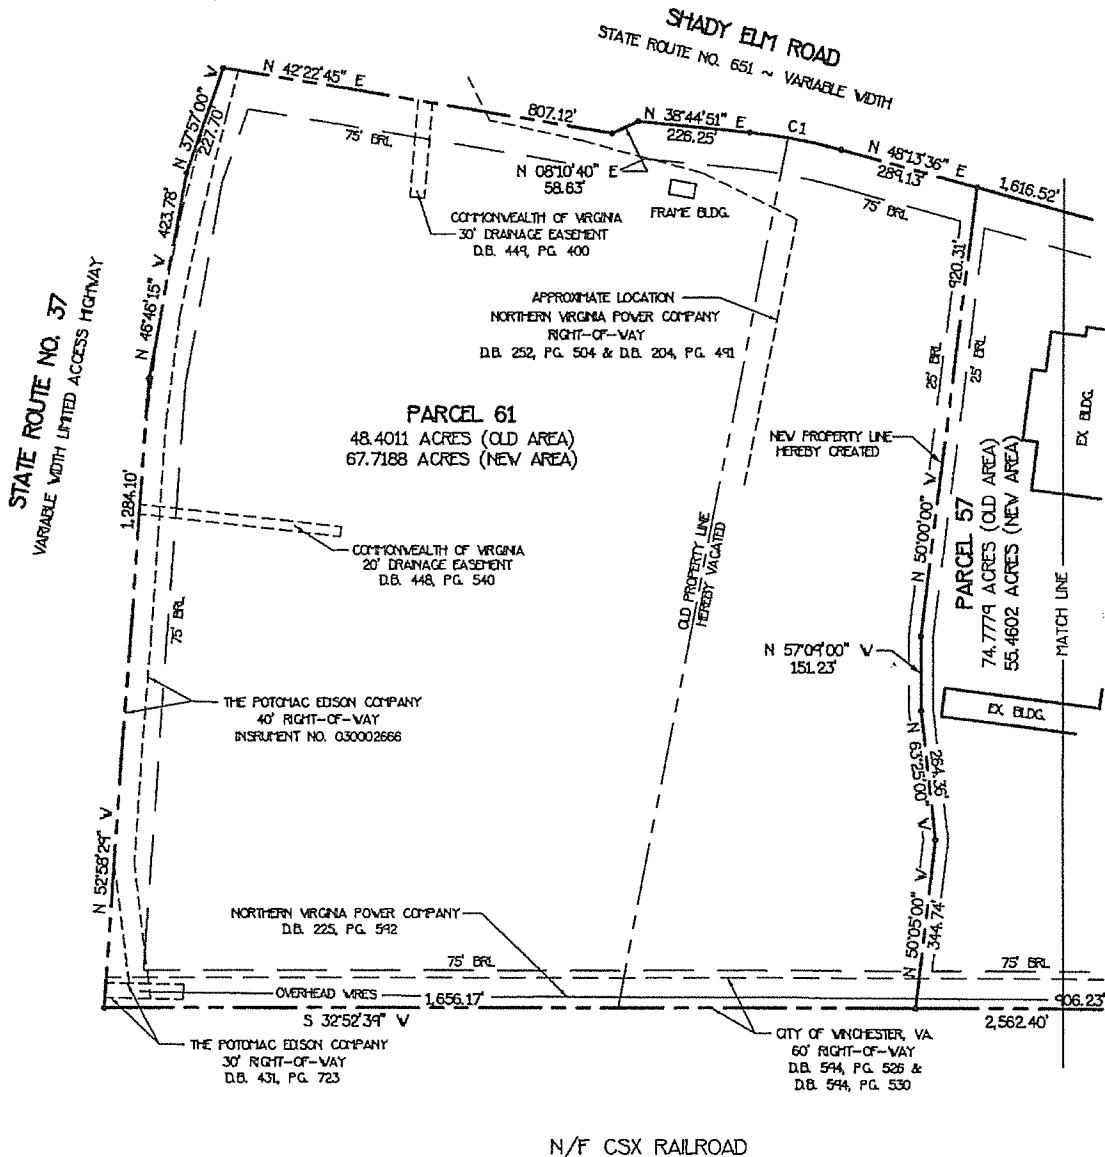 SHADY ELM ROAD
STATE ROUTE NO. 651 ~ VARIABLE WIDTH
N 42°22'45" E
807.12'
N 38°44'51" E
226.25'
C1
N 48°13'36" E
289.13'
1,616.52'
N 08°10'40" E
58.63'
75' BRL
75' BRL
FRAME BLDG.
N 37°57'00" W
227.70'
423.78'
N 46°46'15" W
COMMONWEALTH OF VIRGINIA
30' DRAINAGE EASEMENT
D.B. 449, PG. 400
920.31'
APPROXIMATE LOCATION
NORTHERN VIRGINIA POWER COMPANY
RIGHT-OF-WAY
D.B. 252, PG. 504 & D.B. 204, PG. 491
STATE ROUTE NO. 37
VARIABLE WIDTH LIMITED ACCESS HIGHWAY
25' BRL
25' BRL
EX. BLDG.
PARCEL 61
48.4011 ACRES (OLD AREA)
67.7188 ACRES (NEW AREA)
NEW PROPERTY LINE
HEREBY CREATED
1,284.10'
N 50°00'00" W
PARCEL 57
74.7779 ACRES (OLD AREA)
55.4602 ACRES (NEW AREA)
COMMONWEALTH OF VIRGINIA
20' DRAINAGE EASEMENT
D.B. 448, PG. 540
OLD PROPERTY LINE
HEREBY VACATED
MATCH LINE
75' BRL
N 57°09'00" W
151.23'
THE POTOMAC EDISON COMPANY
40' RIGHT-OF-WAY
INSRUMENT NO. 030002666
EX. BLDG.
N 63°25'00" W
264.36'
N 52°58'29" W
NORTHERN VIRGINIA POWER COMPANY
D.B. 225, PG. 592
N 50°05'00" W
344.74'
75' BRL
75' BRL
OVERHEAD WIRES
1,656.17'
906.23'
S 32°52'39" W
2,562.40'
THE POTOMAC EDISON COMPANY
30' RIGHT-OF-WAY
D.B. 431, PG. 723
CITY OF WINCHESTER, VA.
60' RIGHT-OF-WAY
D.B. 594, PG. 526 &
D.B. 594, PG. 530
N/F CSX RAILROAD